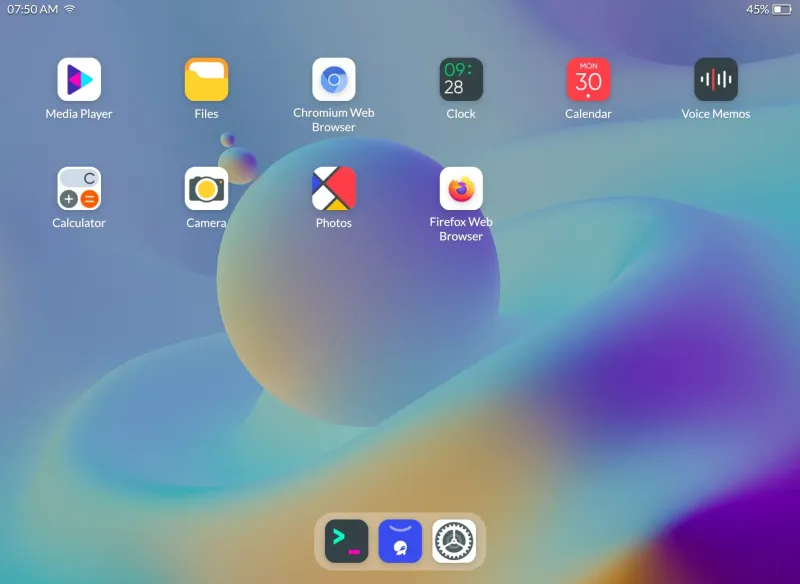 07:50 AM
45%
Media Player
Files
Chromium Web
Browser
09:
28
Clock
MON
30
Calendar
Voice Memos
C
+
=
Calculator
Camera
Photos
Firefox Web
Browser
>_